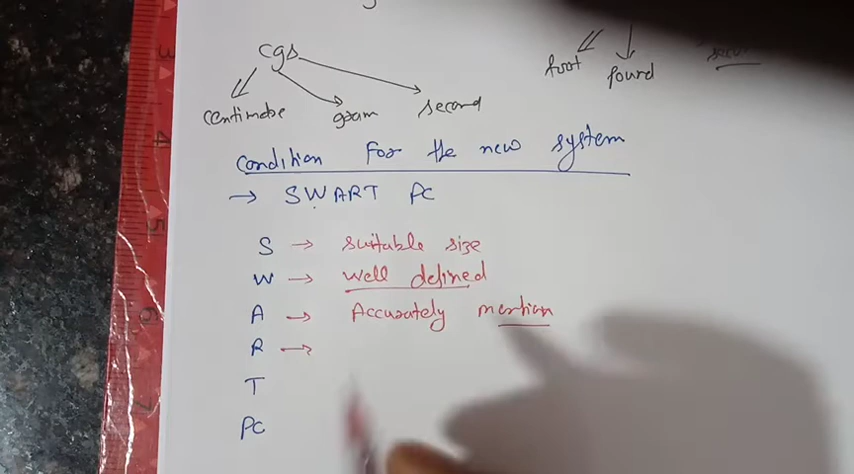 cgs
foot
pound
centimetre
gram
second
Condition for the new system
→ SWART PC
S → suitable size
W → well defined
A → Accurately mention
R →
T
PC